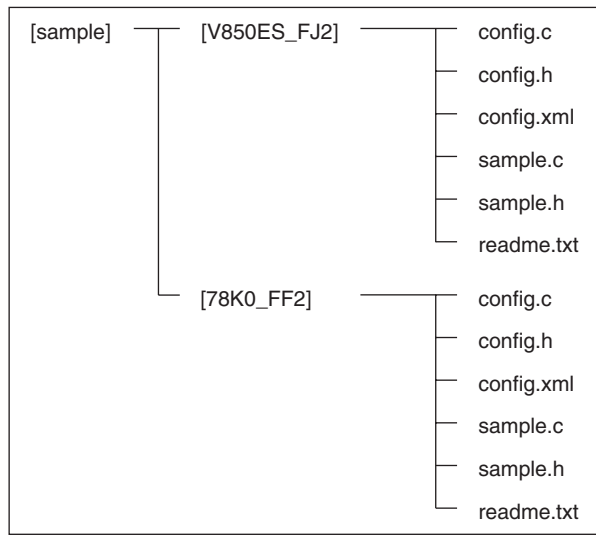 [sample] [V850ES_FJ2] config.c
config.h
config.xml
sample.c
sample.h
readme.txt
[78K0_FF2] config.c
config.h
config.xml
sample.c
sample.h
readme.txt